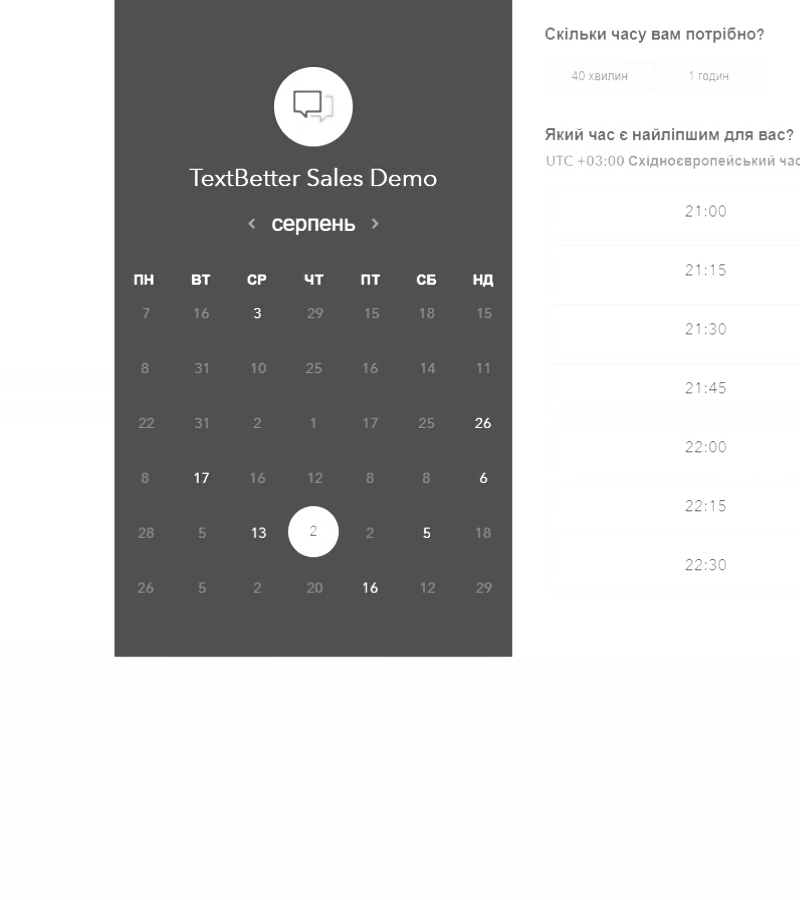 Скільки часу вам потрібно?
40 хвилин 1 годин
TextBetter Sales Demo
‹ серпень ›
ПН ВТ СР ЧТ ПТ СБ НД
7 16 3 29 15 18 15
8 31 10 25 16 14 11
22 31 2 1 17 25 26
8 17 16 12 8 8 6
28 5 13 2 2 5 18
26 5 2 20 16 12 29
Який час є найліпшим для вас?
UTC +03:00 Східноєвропейський час
21:00
21:15
21:30
21:45
22:00
22:15
22:30